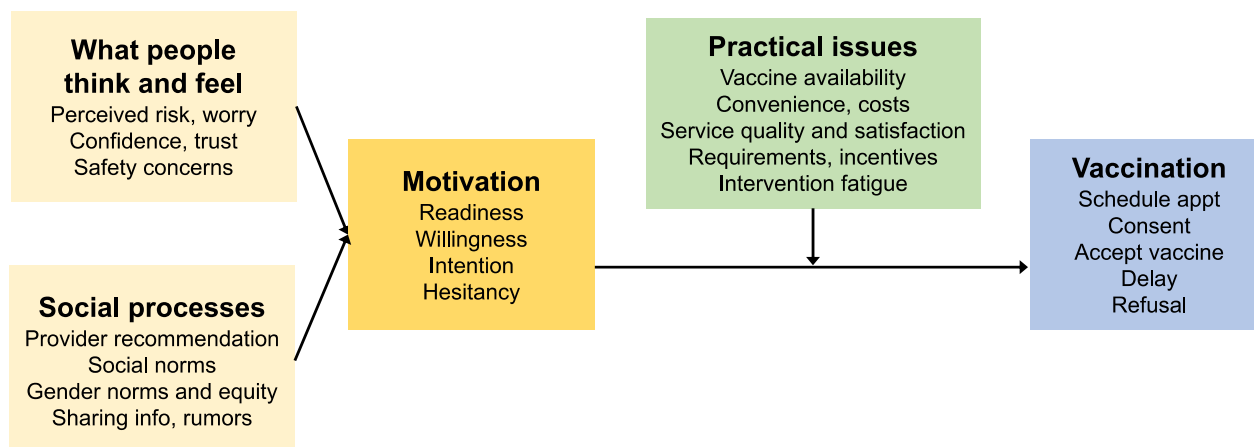 What people
think and feel
Perceived risk, worry
Confidence, trust
Safety concerns
Social processes
Provider recommendation
Social norms
Gender norms and equity
Sharing info, rumors
Motivation
Readiness
Willingness
Intention
Hesitancy
Practical issues
Vaccine availability
Convenience, costs
Service quality and satisfaction
Requirements, incentives
Intervention fatigue
Vaccination
Schedule appt
Consent
Accept vaccine
Delay
Refusal